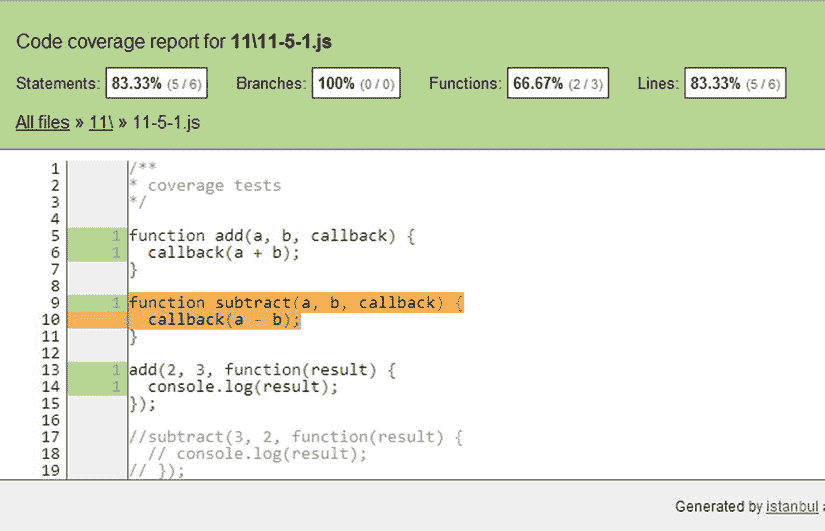 Code coverage report for 11\11-5-1.js
Statements: 83.33% (5 / 6) Branches: 100% (0 / 0) Functions: 66.67% (2 / 3) Lines: 83.33% (5 / 6)
All files » 11\ » 11-5-1.js
1 /**
2 * coverage tests
3 */
4
5 1 function add(a, b, callback) {
6 1 callback(a + b);
7 }
8
9 1 function subtract(a, b, callback) {
10 callback(a - b);
11 }
12
13 1 add(2, 3, function(result) {
14 1 console.log(result);
15 });
16
17 //subtract(3, 2, function(result) {
18 // console.log(result);
19 // });
Generated by istanbul